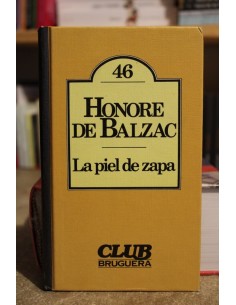 46
HONORE
DE BALZAC
La piel de zapa
CLUB
BRUGUERA